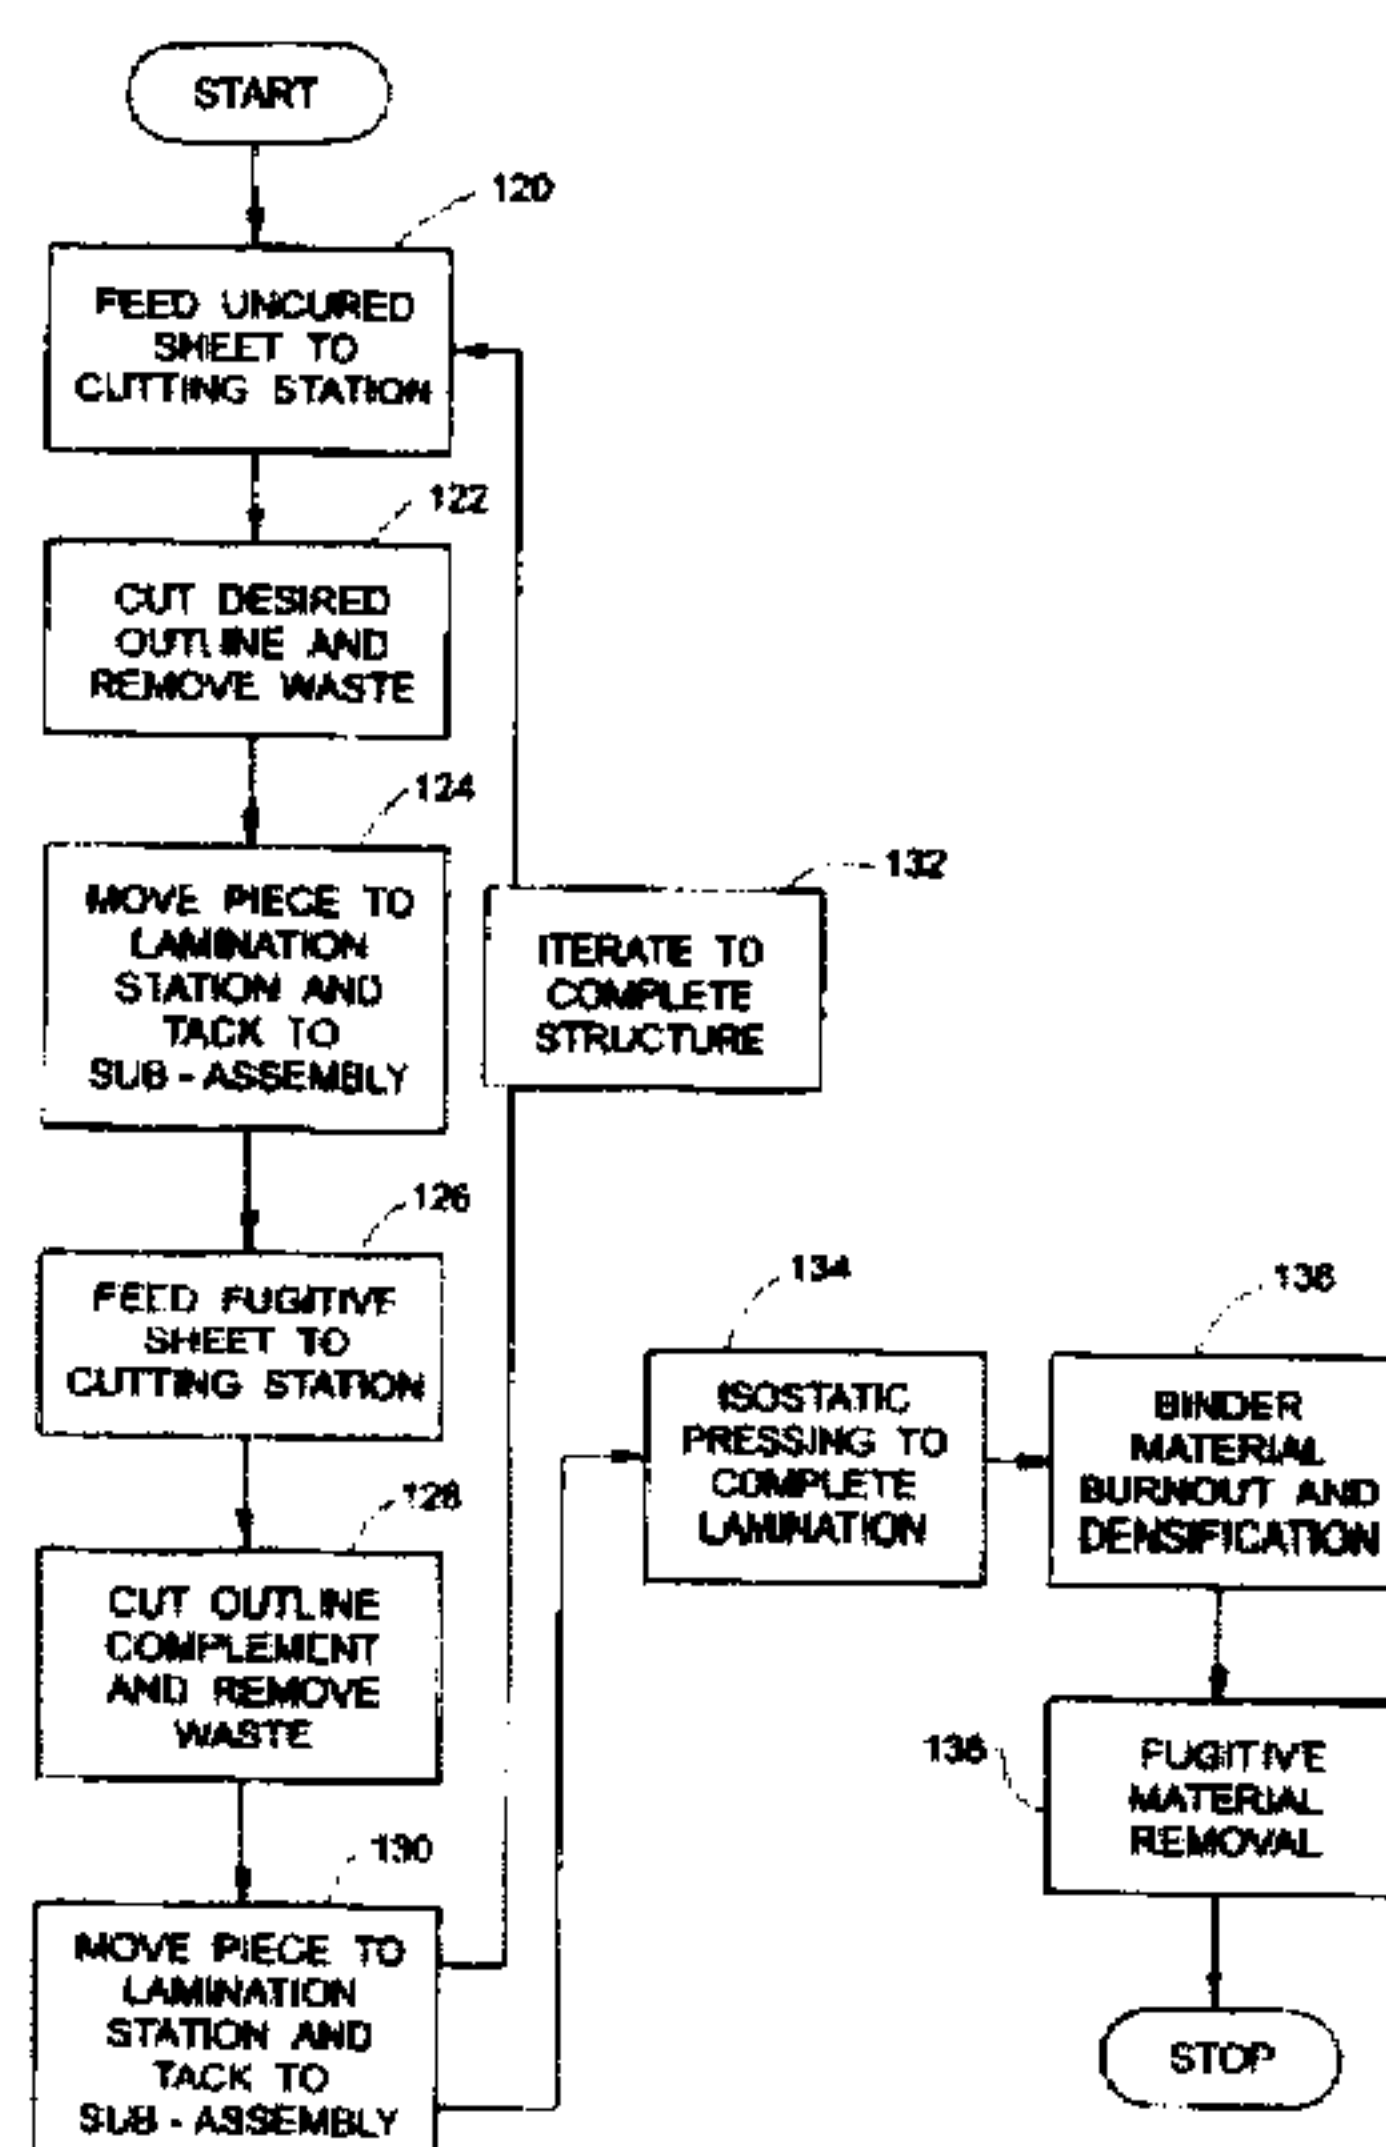 START
120
FEED UNCURED
SHEET TO
CUTTING STATION
122
CUT DESIRED
OUTLINE AND
REMOVE WASTE
124
MOVE PIECE TO
LAMINATION
STATION AND
TACK TO
SUB-ASSEMBLY
132
ITERATE TO
COMPLETE
STRUCTURE
126
FEED FUGITIVE
SHEET TO
CUTTING STATION
128
CUT OUTLINE
COMPLEMENT
AND REMOVE
WASTE
130
MOVE PIECE TO
LAMINATION
STATION AND
TACK TO
SUB-ASSEMBLY
134
ISOSTATIC
PRESSING TO
COMPLETE
LAMINATION
136
BINDER
MATERIAL
BURNOUT AND
DENSIFICATION
138
FUGITIVE
MATERIAL
REMOVAL
STOP